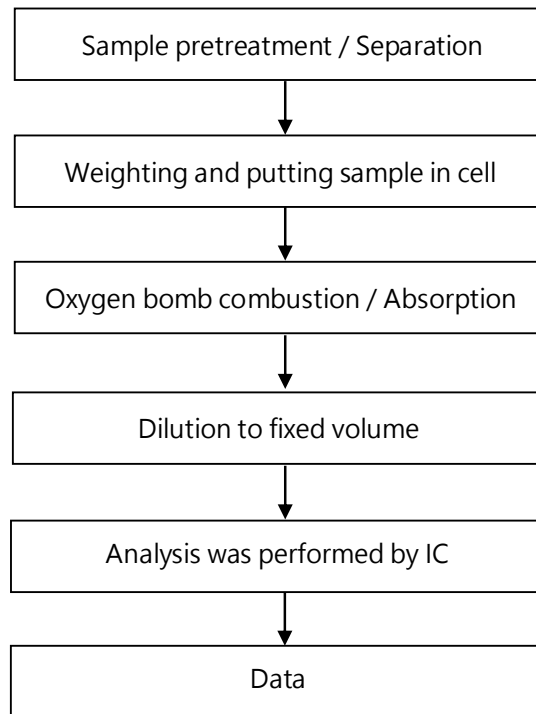 Sample pretreatment / Separation
Weighting and putting sample in cell
Oxygen bomb combustion / Absorption
Dilution to fixed volume
Analysis was performed by IC
Data